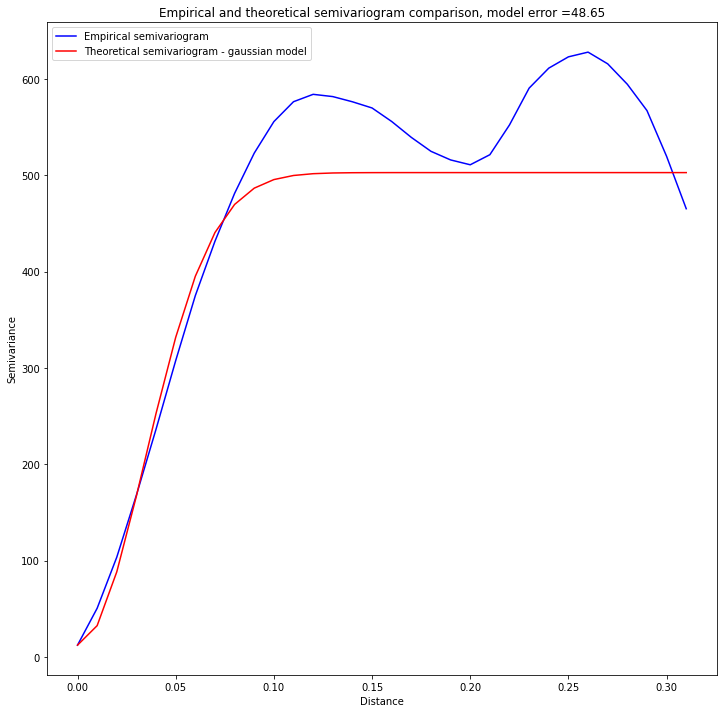 Empirical and theoretical semivariogram comparison, model error =48.65
Empirical semivariogram
Theoretical semivariogram - gaussian model
Semivariance
600
500
400
300
200
100
0
0.00 0.05 0.10 0.15 0.20 0.25 0.30
Distance